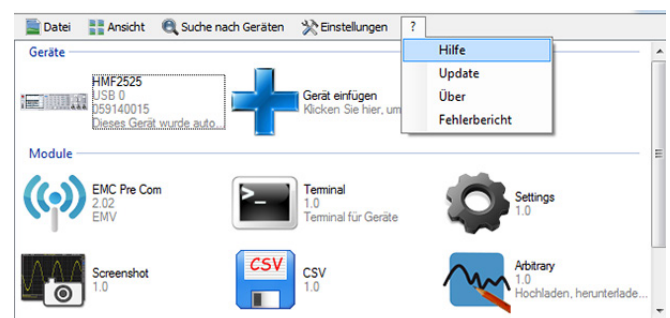 Datei Ansicht Suche nach Geräten Einstellungen ?
Hilfe
Update
Über
Fehlerbericht
Geräte
HMF2525
USB 0
059140015
Dieses Gerät wurde auto...
Gerät einfügen
Klicken Sie hier, um
Module
EMC Pre Com
2.02
EMV
Terminal
1.0
Terminal für Geräte
Settings
1.0
Screenshot
1.0
CSV
CSV
1.0
Arbitrary
1.0
Hochladen, herunterlade...